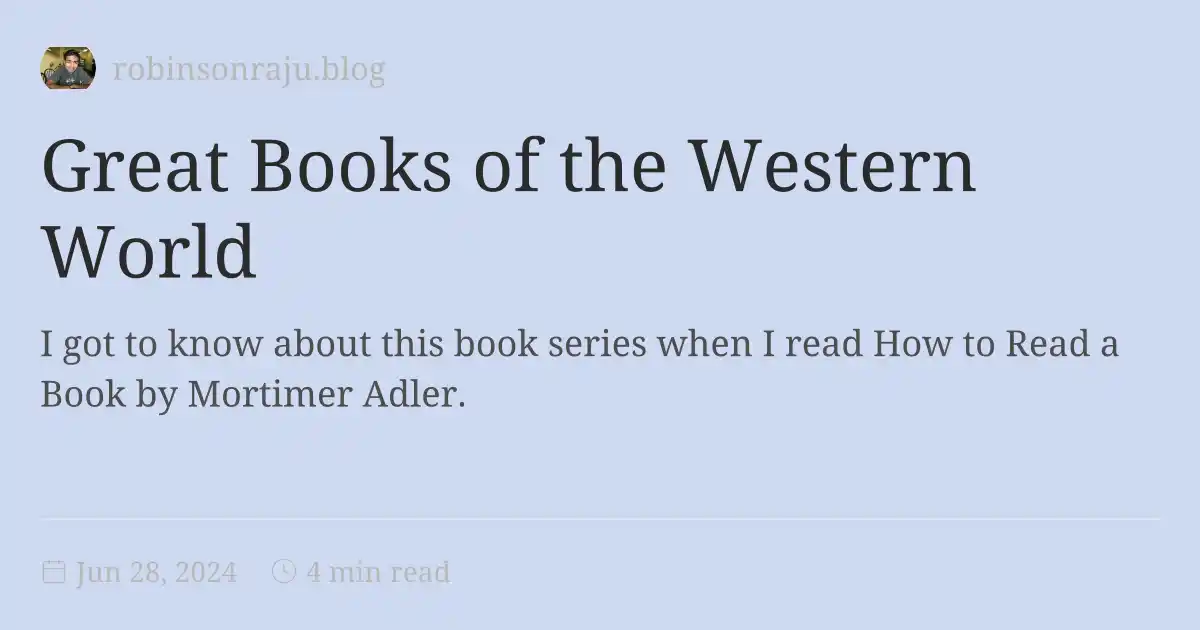 robinsonraju.blog
Great Books of the Western
World
I got to know about this book series when I read How to Read a
Book by Mortimer Adler.
Jun 28, 2024 4 min read